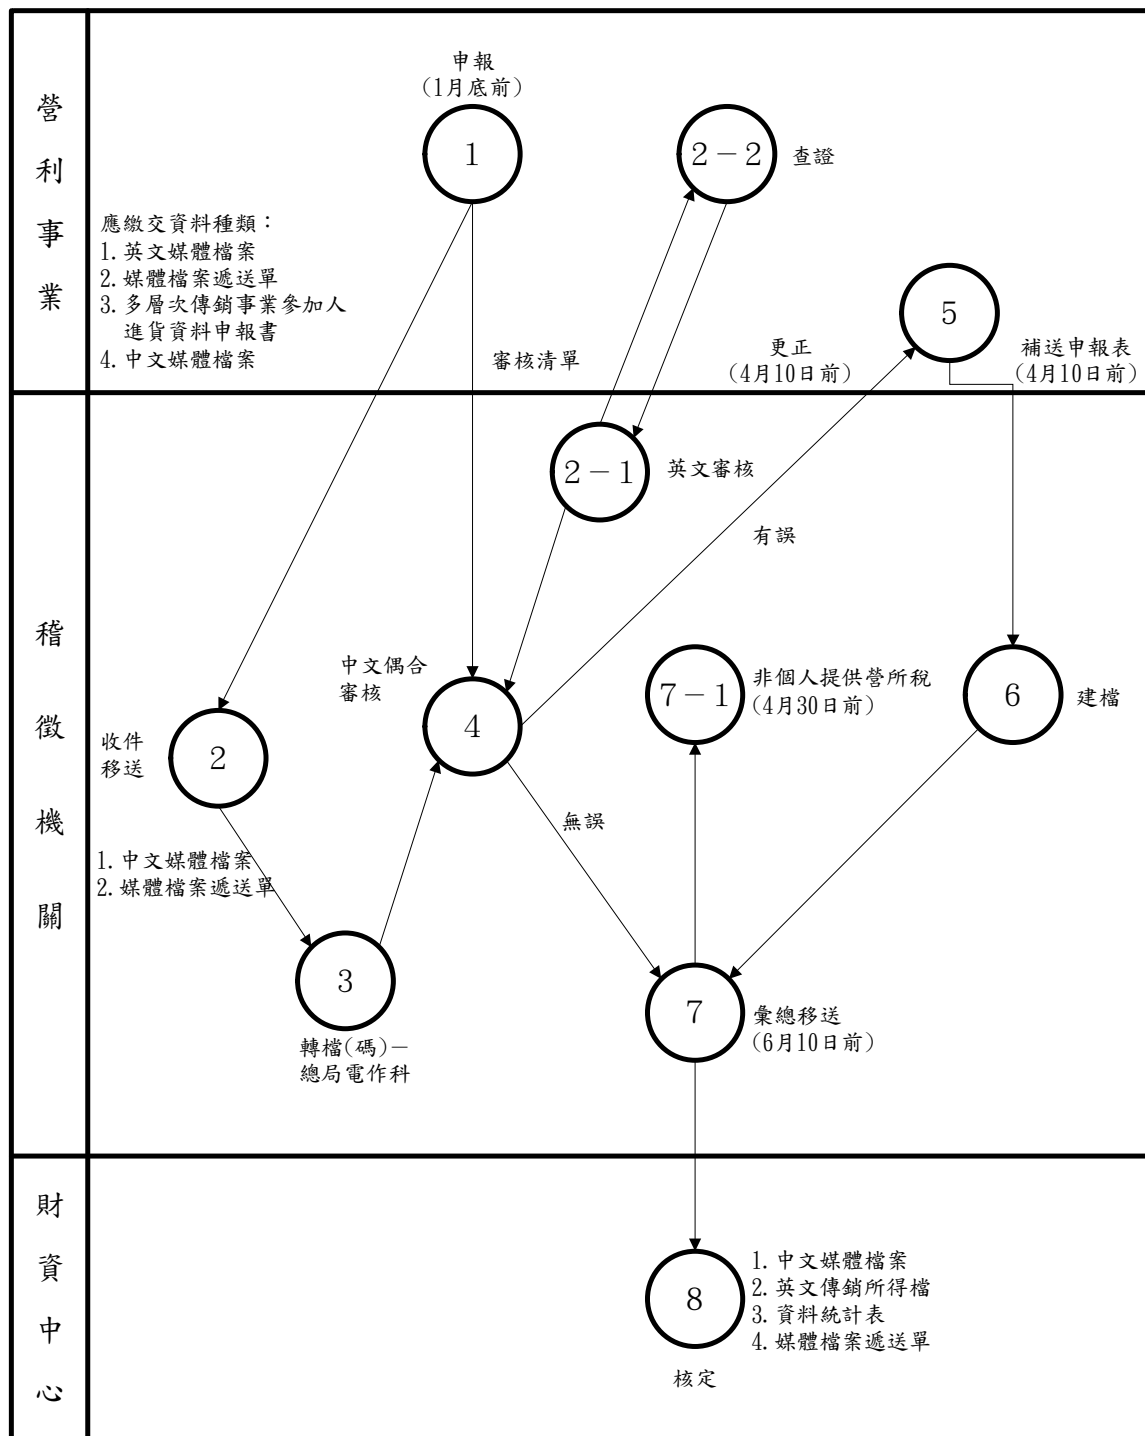 營利事業
申報
(1月底前)
1
2－2
查證
應繳交資料種類：
1.英文媒體檔案
2.媒體檔案遞送單
3.多層次傳銷事業參加人
進貨資料申報書
4.中文媒體檔案
審核清單
更正
(4月10日前)
5
補送申報表
(4月10日前)
稽徵機關
2－1
英文審核
有誤
中文偶合
審核
4
7－1
非個人提供營所稅
(4月30日前)
6
建檔
收件
移送
2
無誤
1.中文媒體檔案
2.媒體檔案遞送單
3
轉檔(碼)－
總局電作科
7
彙總移送
(6月10日前)
財資中心
8
1.中文媒體檔案
2.英文傳銷所得檔
3.資料統計表
4.媒體檔案遞送單
核定